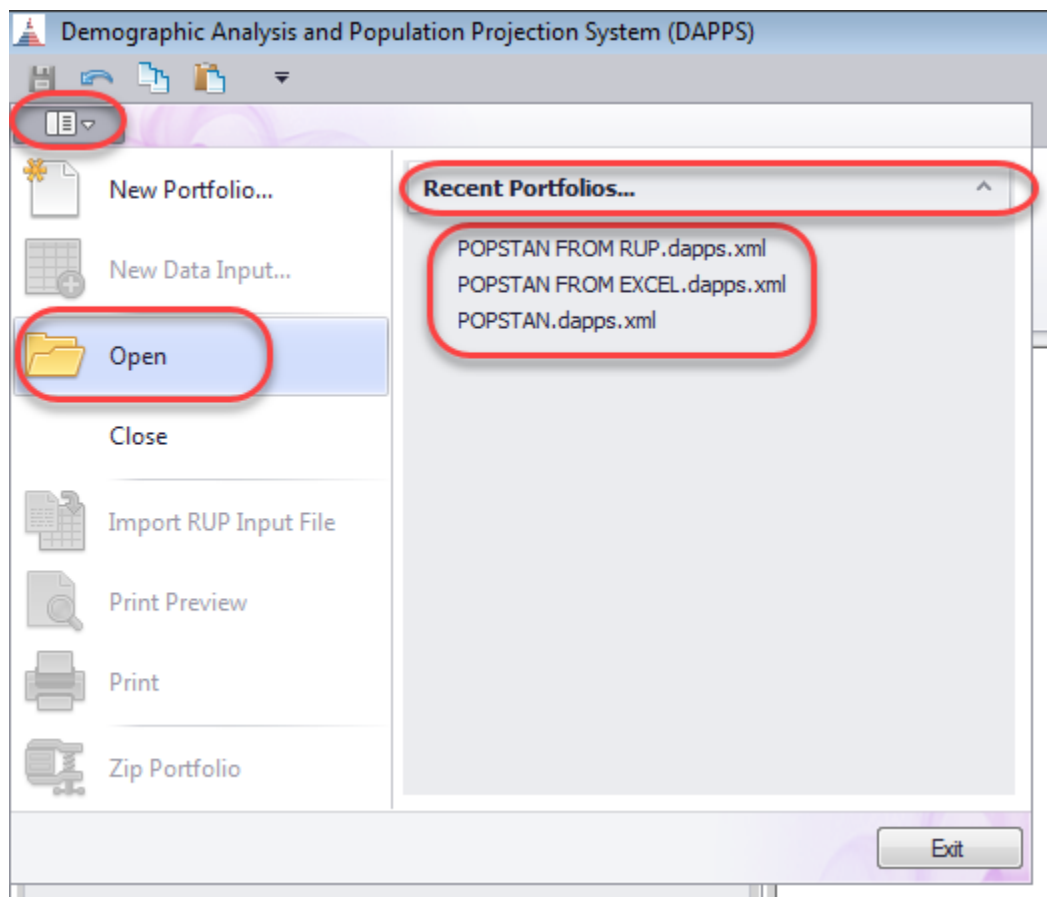 Demographic Analysis and Population Projection System (DAPPS)
New Portfolio...
New Data Input...
Open
Close
Import RUP Input File
Print Preview
Print
Zip Portfolio
Recent Portfolios...
POPSTAN FROM RUP.dapps.xml
POPSTAN FROM EXCEL.dapps.xml
POPSTAN.dapps.xml
Exit